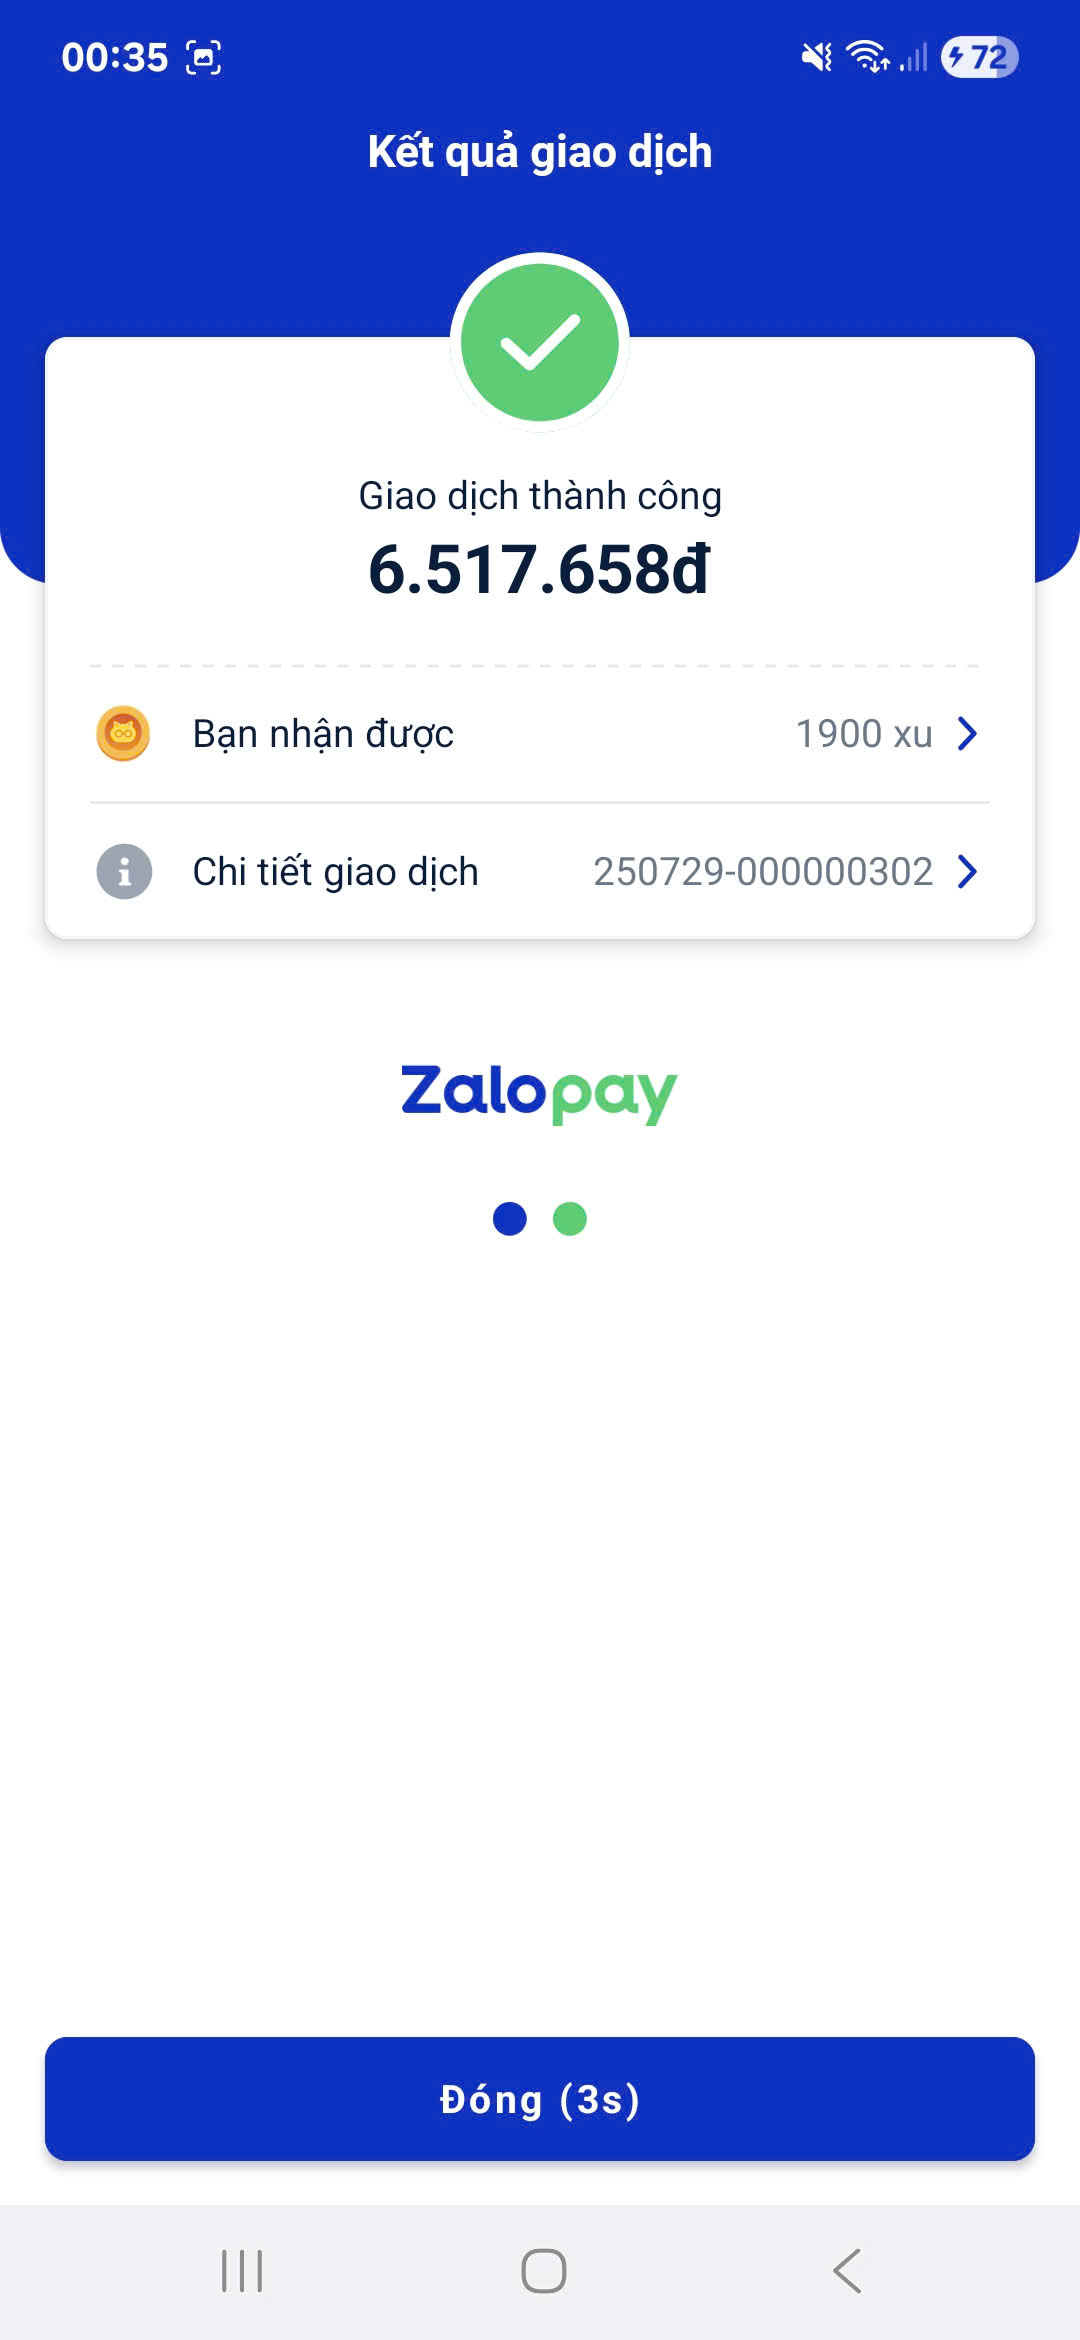 00:35
72
Kết quả giao dịch
Giao dịch thành công
6.517.658đ
Bạn nhận được 1900 xu
Chi tiết giao dịch 250729-000000302
Zalopay
Đóng (3s)